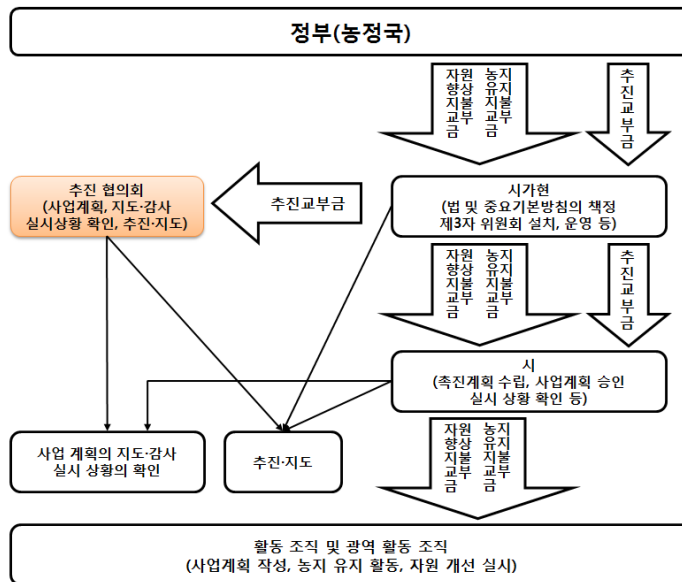 정부(농정국)
자원
향상
지불
교부
금
농지
유지
지불
교부
금
추
진
교
부
금
추진 협의회
(사업계획, 지도·감사
실시상황 확인, 추진·지도)
추진교부금
시가현
(법 및 중요기본방침의 책정
제3자 위원회 설치, 운영 등)
자원
향상
지불
교부
금
농지
유지
지불
교부
금
추
진
교
부
금
시
(촉진계획 수립, 사업계획 승인
실시 상황 확인 등)
사업 계획의 지도·감사
실시 상황의 확인
추진·지도
자원
향상
지불
교부
금
농지
유지
지불
교부
금
활동 조직 및 광역 활동 조직
(사업계획 작성, 농지 유지 활동, 자원 개선 실시)